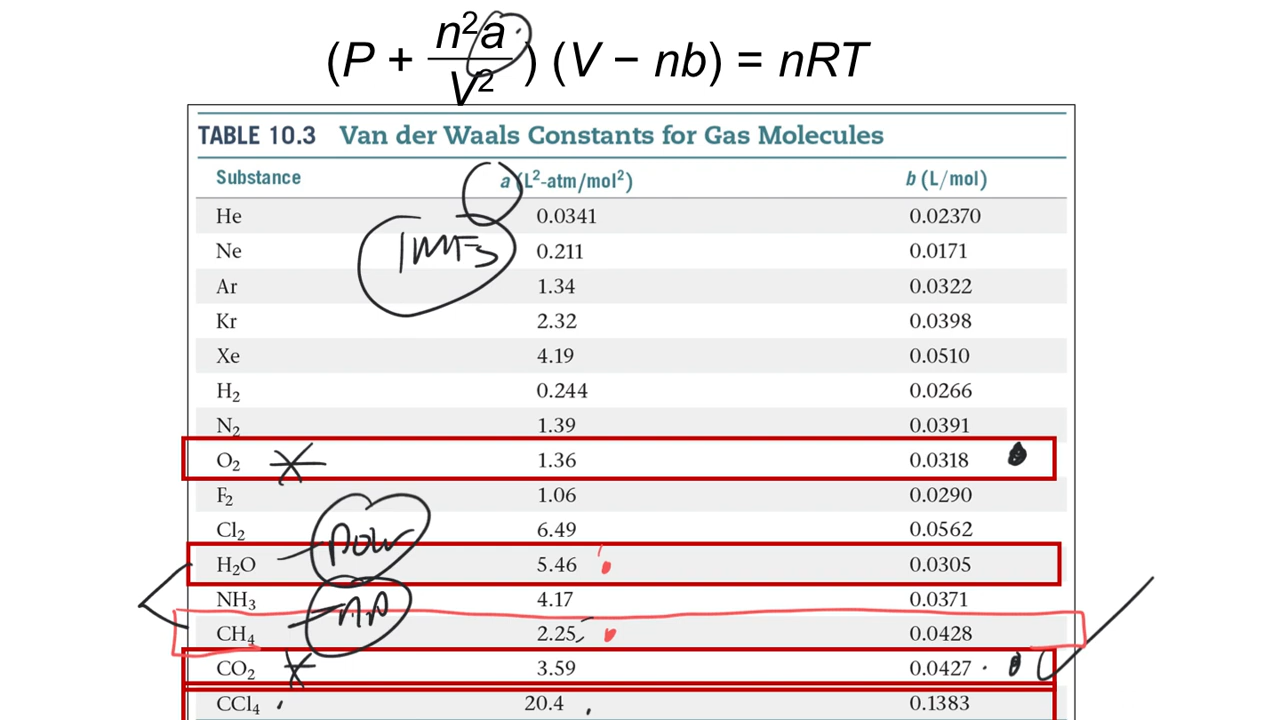 (P + n²a / V²) (V − nb) = nRT
TABLE 10.3 Van der Waals Constants for Gas Molecules
Substance a (L²-atm/mol²) b (L/mol)
IMFs
He 0.0341 0.02370
Ne 0.211 0.0171
Ar 1.34 0.0322
Kr 2.32 0.0398
Xe 4.19 0.0510
H₂ 0.244 0.0266
N₂ 1.39 0.0391
O₂ 1.36 0.0318
F₂ 1.06 0.0290
Cl₂ 6.49 0.0562
H₂O 5.46 0.0305
NH₃ 4.17 0.0371
CH₄ 2.25 0.0428
CO₂ 3.59 0.0427
CCl₄ 20.4 0.1383